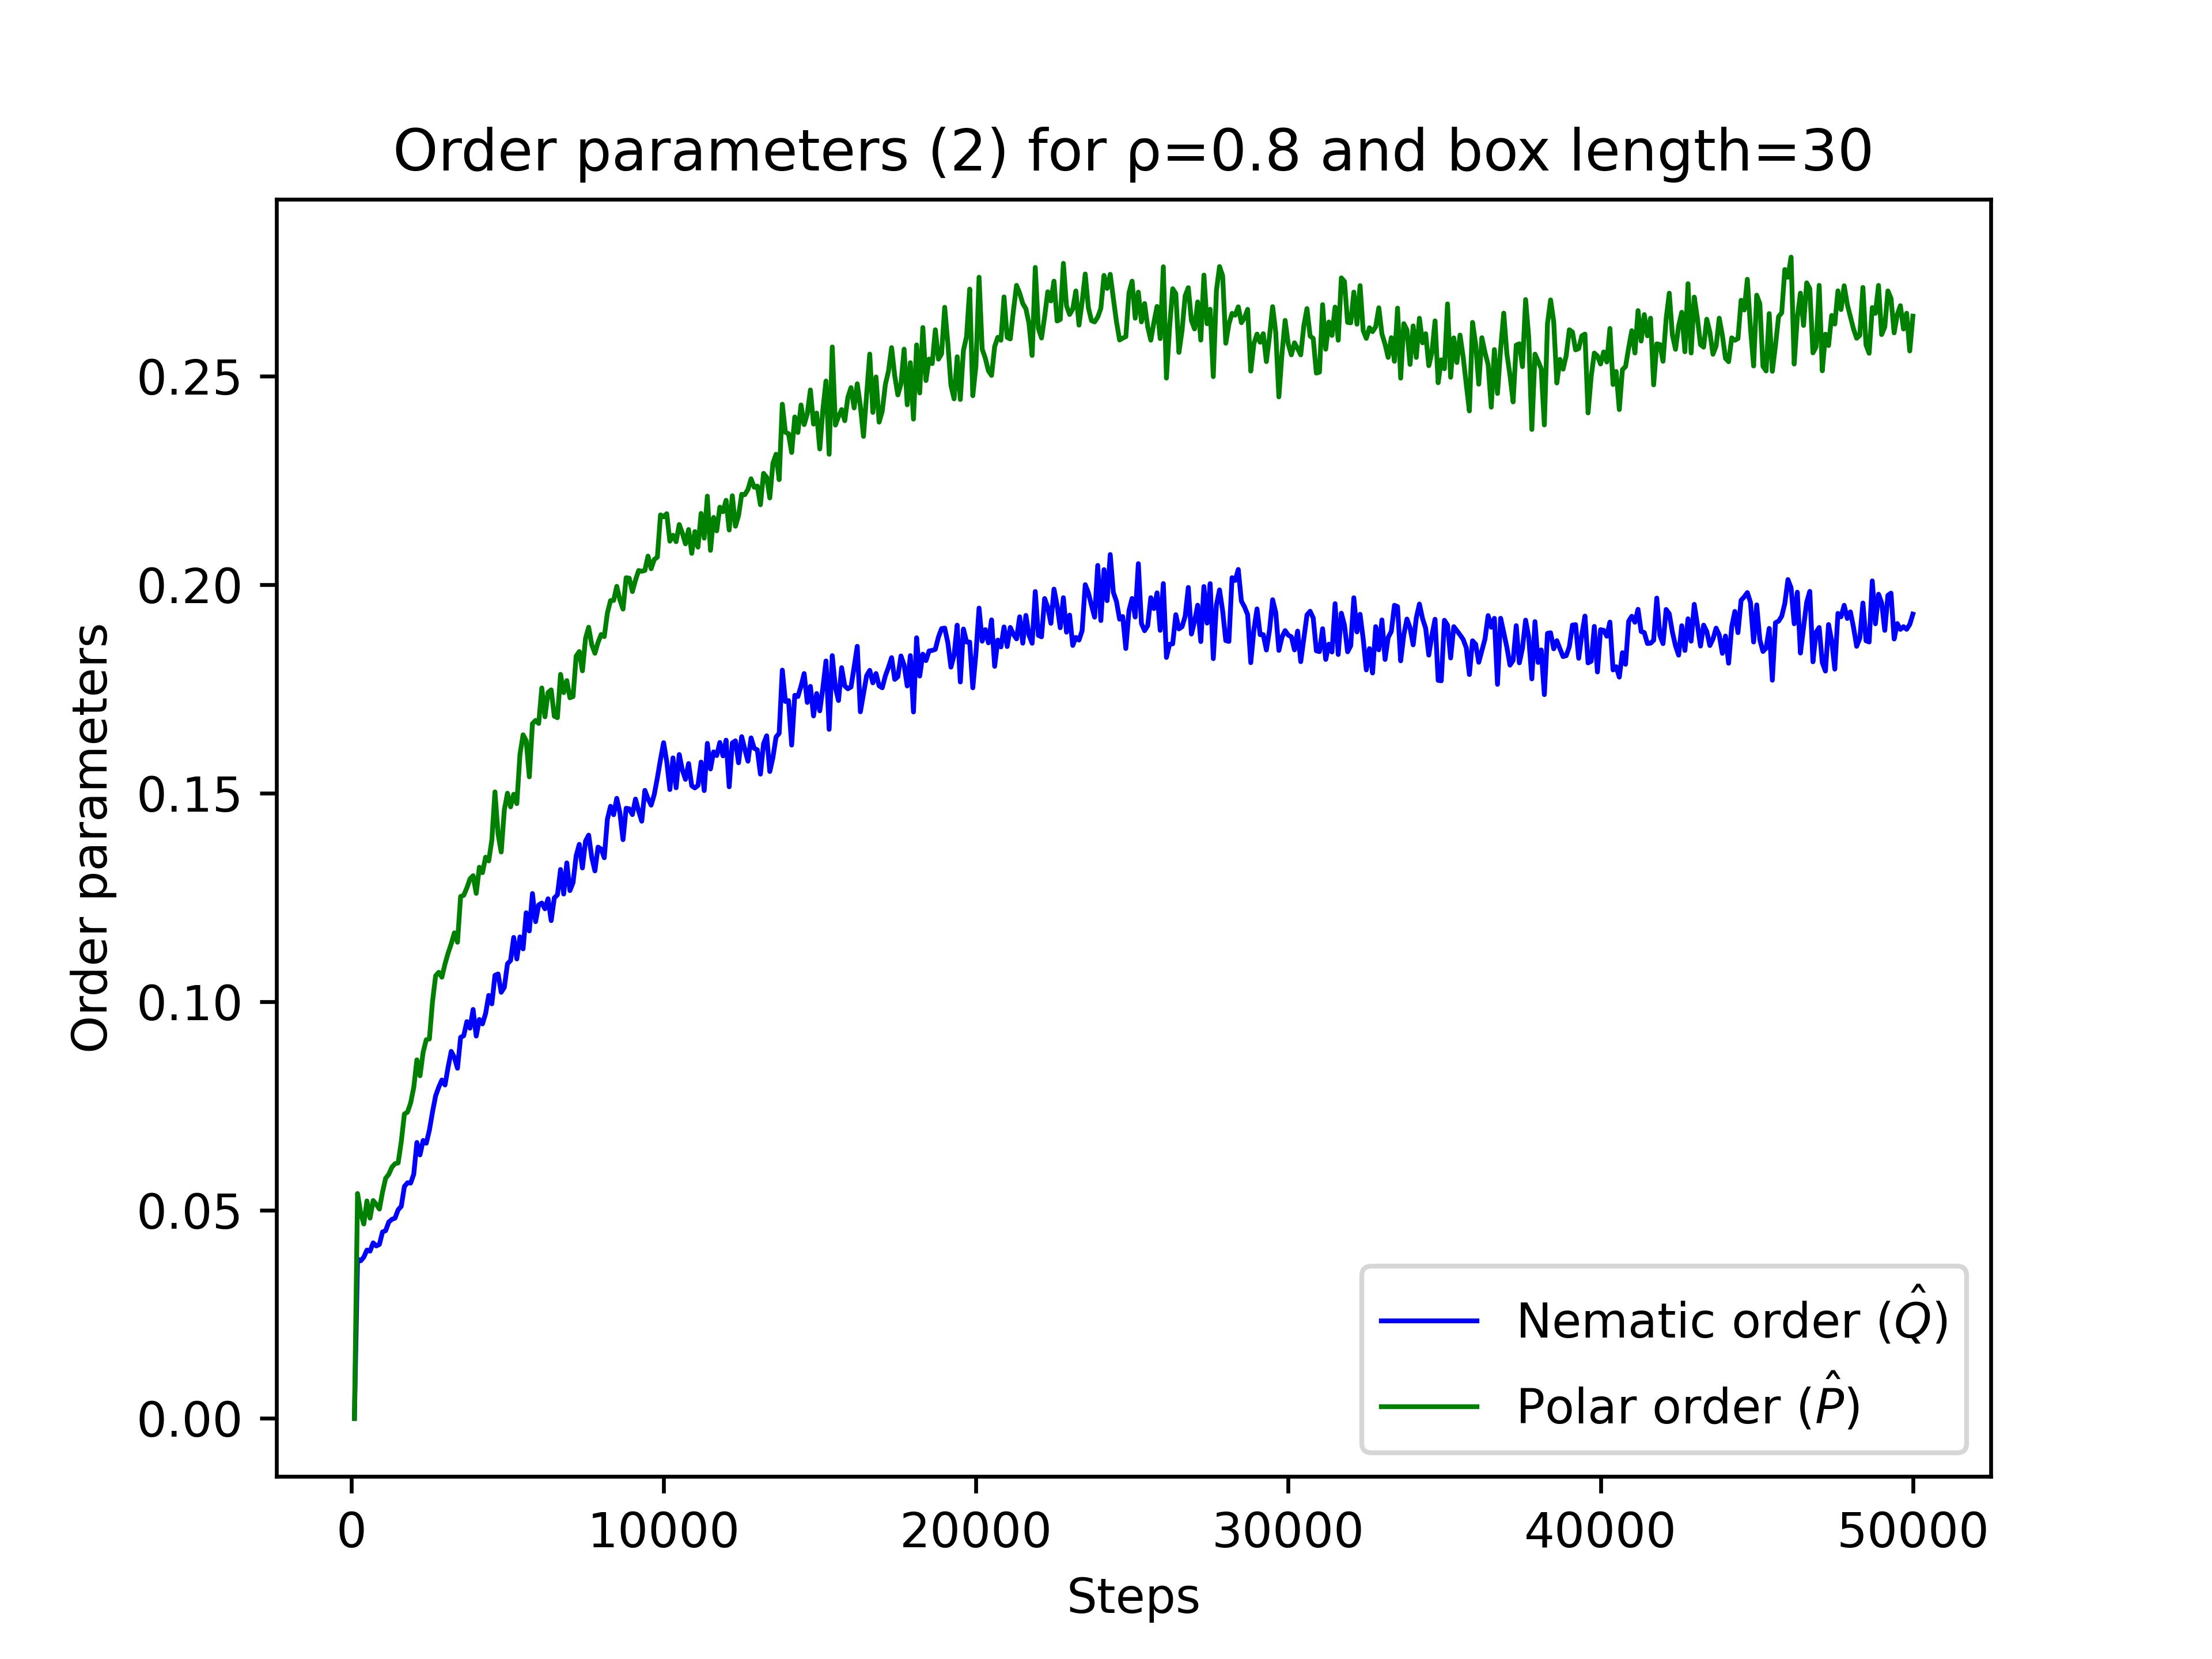 Order parameters (2) for ρ=0.8 and box length=30
Order parameters
0.25
0.20
0.15
0.10
0.05
0.00
Nematic order (Q̂)
Polar order (P̂)
0 10000 20000 30000 40000 50000
Steps